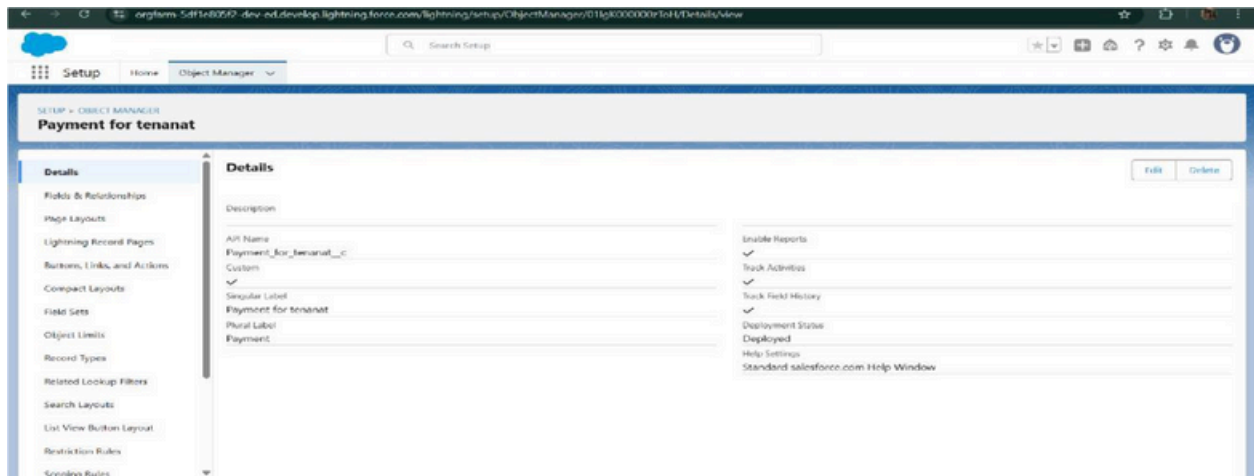 orgfarm-5df1e805f2-dev-ed.develop.lightning.force.com/lightning/setup/ObjectManager/01IgK000000rToH/Details/view
Search Setup
Setup Home Object Manager
SETUP > OBJECT MANAGER
Payment for tenanat
Details
Fields & Relationships
Page Layouts
Lightning Record Pages
Buttons, Links, and Actions
Compact Layouts
Field Sets
Object Limits
Record Types
Related Lookup Filters
Search Layouts
List View Button Layout
Restriction Rules
Scoping Rules
Details
Edit Delete
Description
API Name
Payment_for_tenanat__c
Custom
Singular Label
Payment for tenanat
Plural Label
Payment
Enable Reports
Track Activities
Track Field History
Deployment Status
Deployed
Help Settings
Standard salesforce.com Help Window